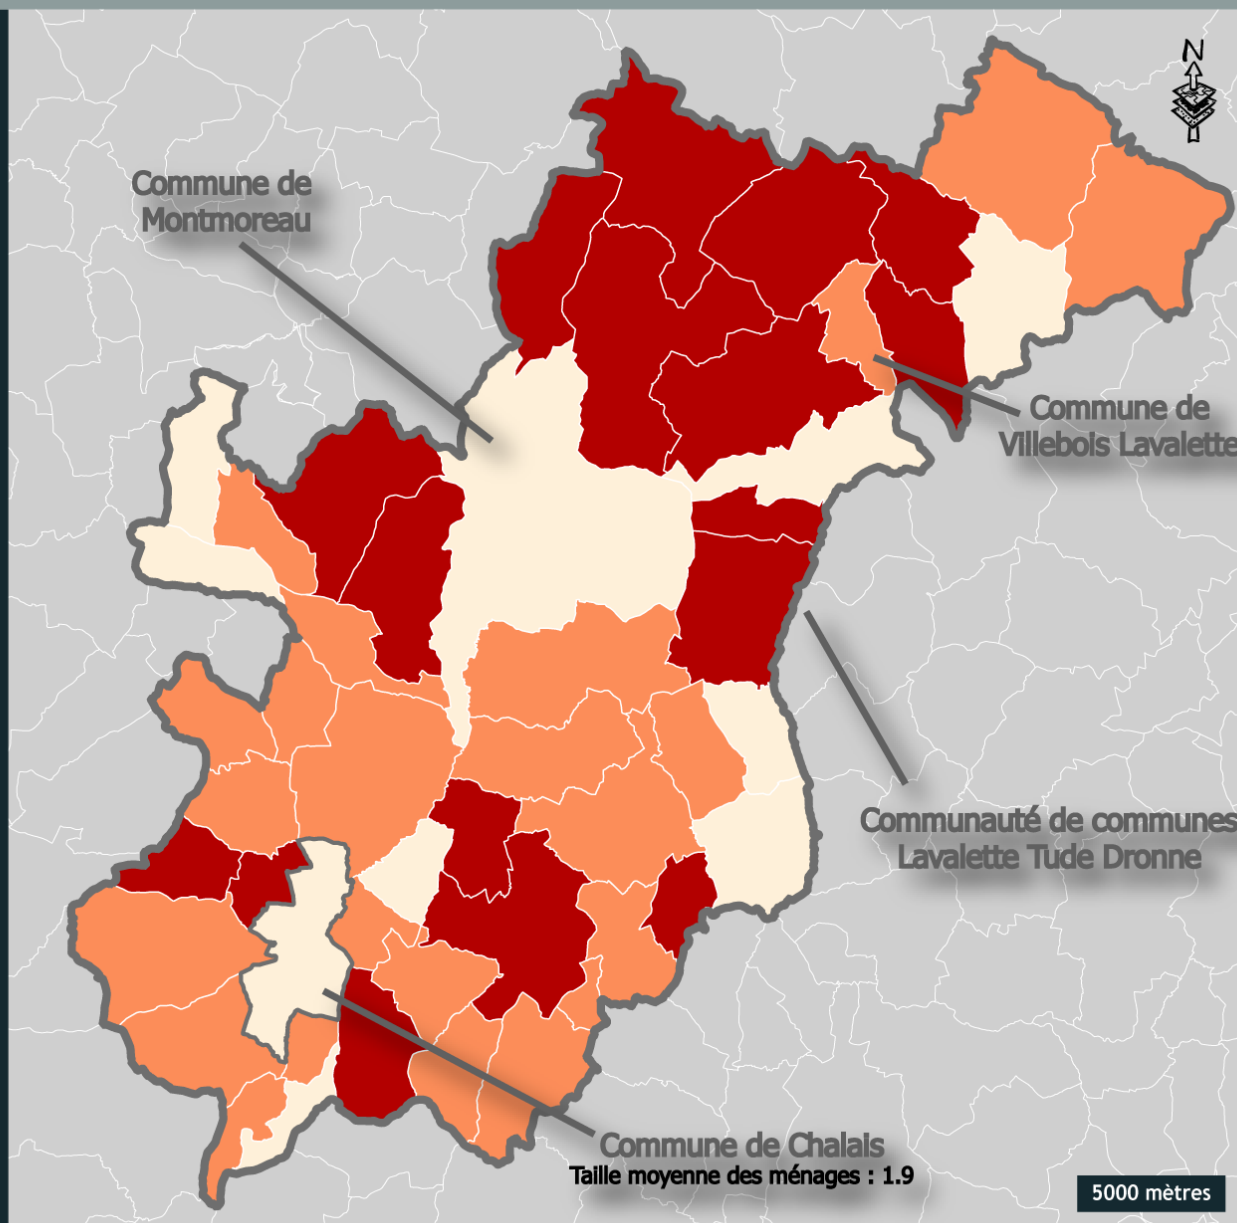 N
Commune de
Montmoreau
Commune de
Villebois Lavalette
Communauté de communes
Lavalette Tude Dronne
Commune de Chalais
Taille moyenne des ménages : 1.9
5000 mètres